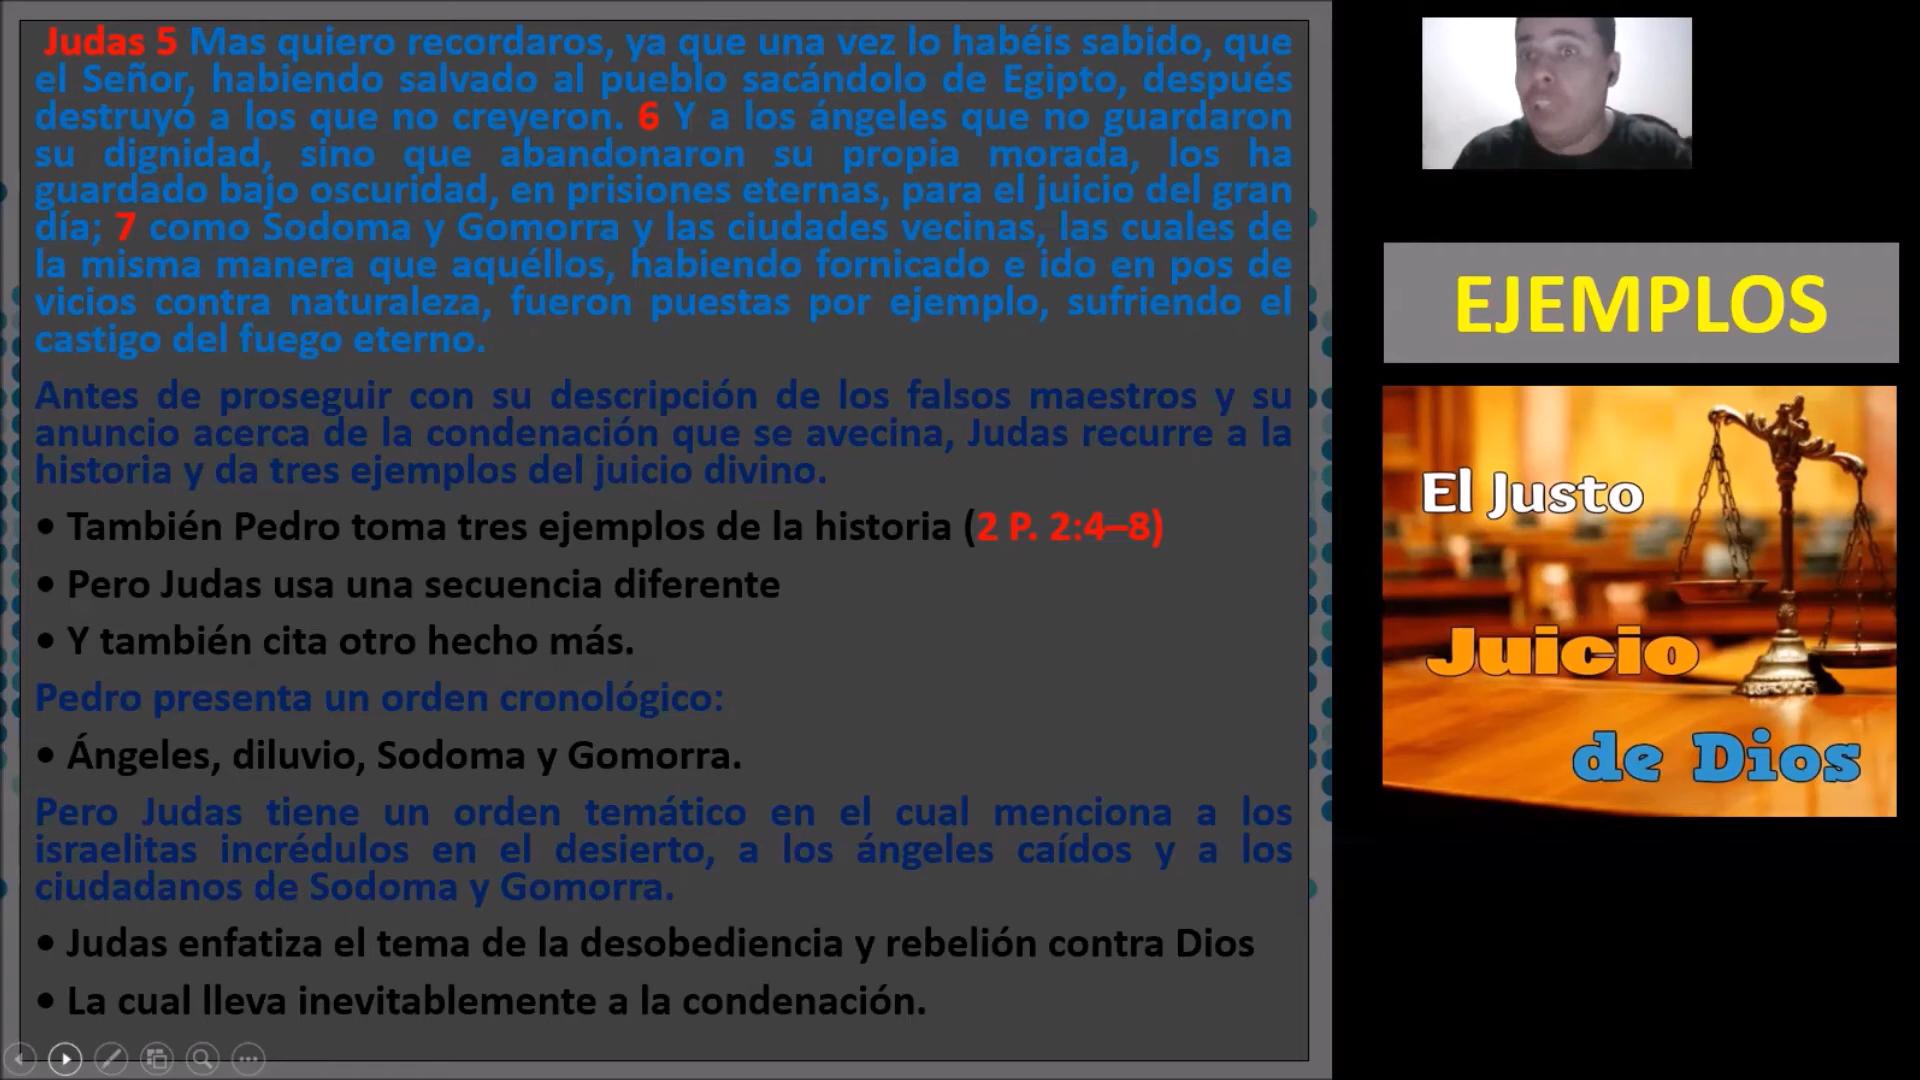 Judas 5 Mas quiero recordaros, ya que una vez lo habéis sabido, que
el Señor, habiendo salvado al pueblo sacándolo de Egipto, después
destruyó a los que no creyeron. 6 Y a los ángeles que no guardaron
su dignidad, sino que abandonaron su propia morada, los ha
guardado bajo oscuridad, en prisiones eternas, para el juicio del gran
día; 7 como Sodoma y Gomorra y las ciudades vecinas, las cuales de
la misma manera que aquéllos, habiendo fornicado e ido en pos de
vicios contra naturaleza, fueron puestas por ejemplo, sufriendo el
castigo del fuego eterno.
Antes de proseguir con su descripción de los falsos maestros y su
anuncio acerca de la condenación que se avecina, Judas recurre a la
historia y da tres ejemplos del juicio divino.
• También Pedro toma tres ejemplos de la historia (2 P. 2:4–8)
• Pero Judas usa una secuencia diferente
• Y también cita otro hecho más.
Pedro presenta un orden cronológico:
• Ángeles, diluvio, Sodoma y Gomorra.
Pero Judas tiene un orden temático en el cual menciona a los
israelitas incrédulos en el desierto, a los ángeles caídos y a los
ciudadanos de Sodoma y Gomorra.
• Judas enfatiza el tema de la desobediencia y rebelión contra Dios
• La cual lleva inevitablemente a la condenación.
EJEMPLOS
El Justo
Juicio
de Dios